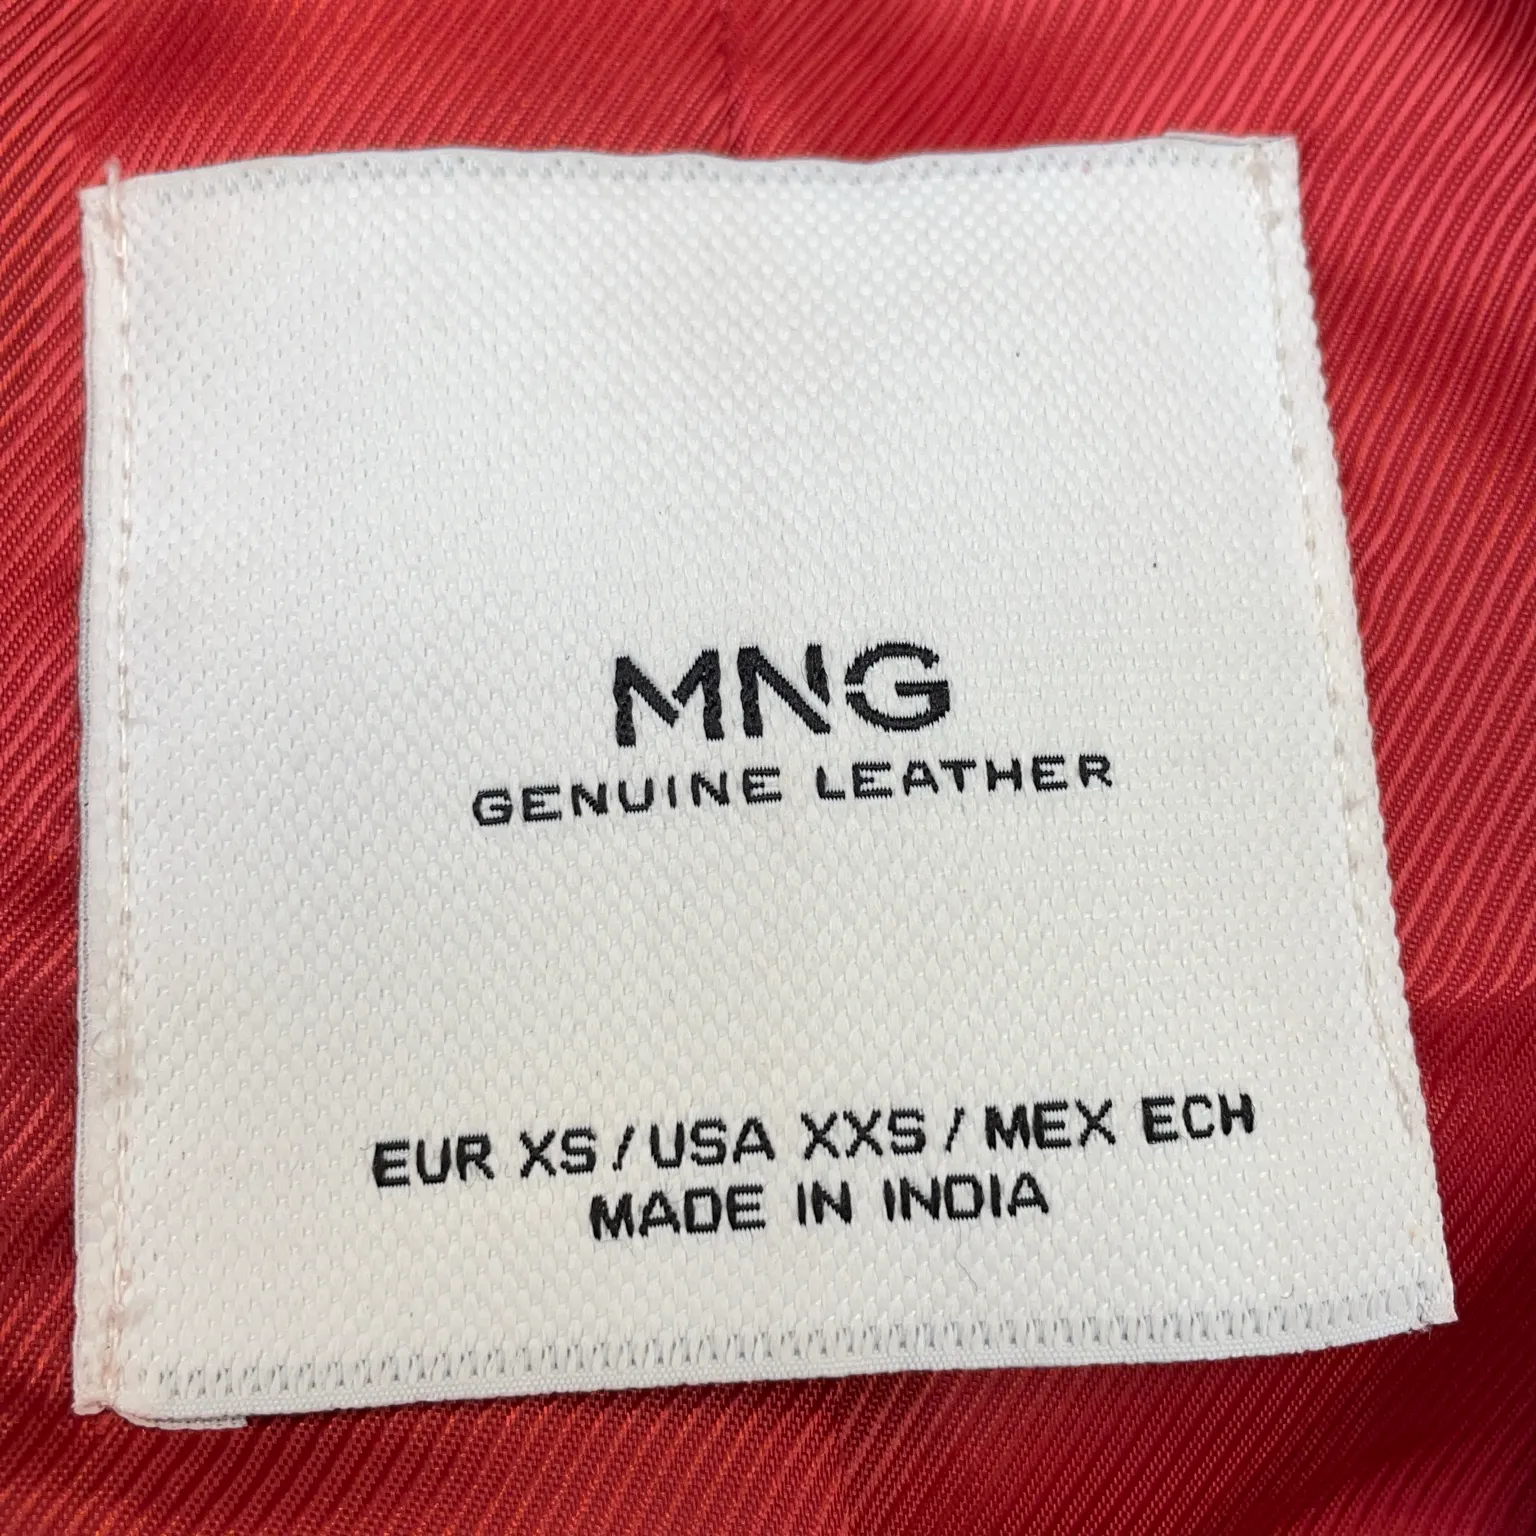 MNG
GENUINE LEATHER
EUR XS / USA XXS / MEX ECH
MADE IN INDIA